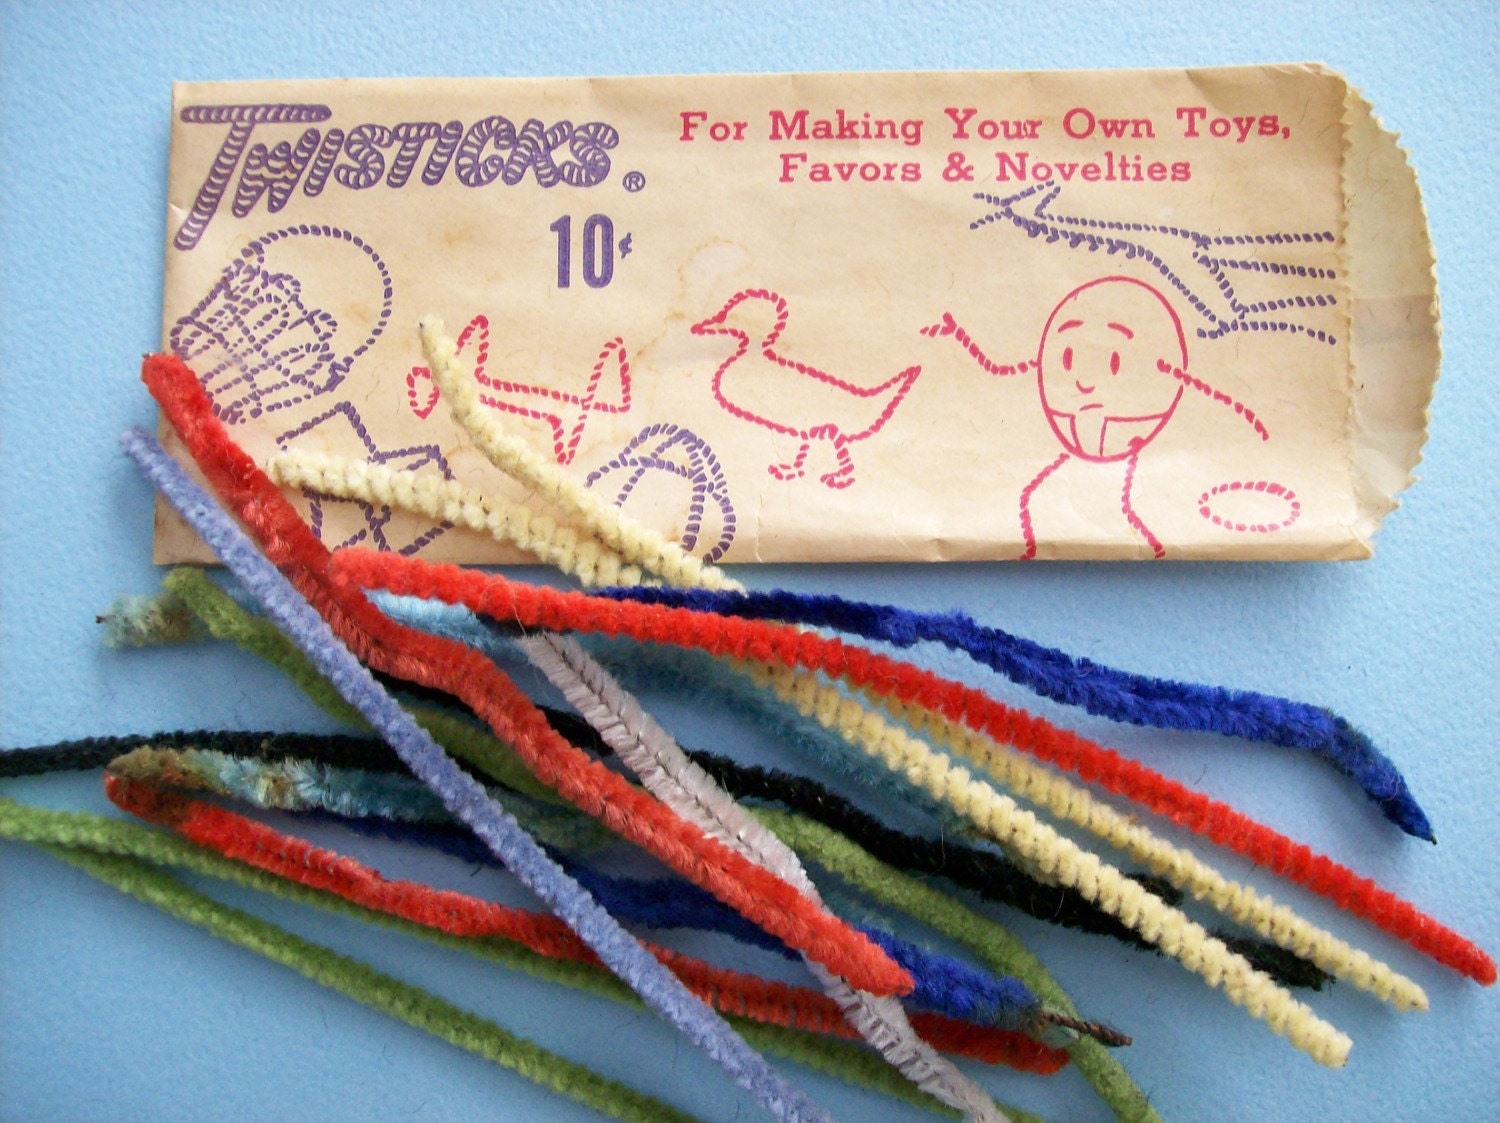 TWISTICKS®
For Making Your Own Toys,
Favors & Novelties
10¢